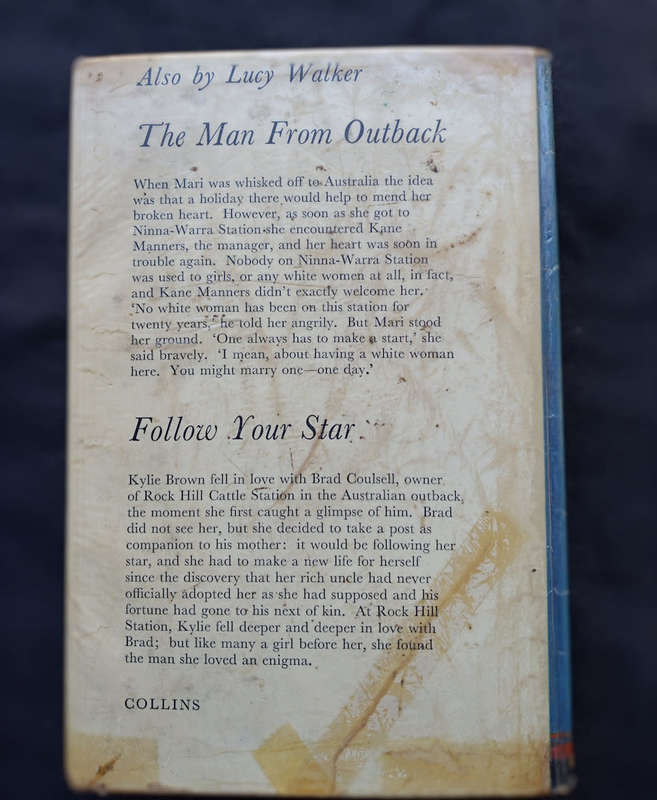 Also by Lucy Walker
The Man From Outback
When Mari was whisked off to Australia the idea
was that a holiday there would help to mend her
broken heart. However, as soon as she got to
Ninna-Warra Station she encountered Kane
Manners, the manager, and her heart was soon in
trouble again. Nobody on Ninna-Warra Station
was used to girls, or any white women at all, in fact,
and Kane Manners didn't exactly welcome her.
'No white woman has been on this station for
twenty years,' he told her angrily. But Mari stood
her ground. 'One always has to make a start,' she
said bravely. 'I mean, about having a white woman
here. You might marry one—one day.'
Follow Your Star
Kylie Brown fell in love with Brad Coulsell, owner
of Rock Hill Cattle Station in the Australian outback,
the moment she first caught a glimpse of him. Brad
did not see her, but she decided to take a post as
companion to his mother: it would be following her
star, and she had to make a new life for herself
since the discovery that her rich uncle had never
officially adopted her as she had supposed and his
fortune had gone to his next of kin. At Rock Hill
Station, Kylie fell deeper and deeper in love with
Brad; but like many a girl before her, she found
the man she loved an enigma.
COLLINS